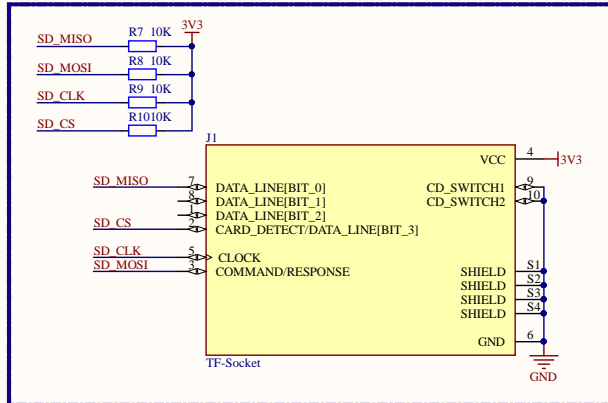 3V3
SD_MISO R7 10K
SD_MOSI R8 10K
SD_CLK R9 10K
SD_CS R10 10K
J1
VCC 4 3V3
SD_MISO 7 DATA_LINE[BIT_0] CD_SWITCH1 9
8 DATA_LINE[BIT_1] CD_SWITCH2 10
1 DATA_LINE[BIT_2]
SD_CS 2 CARD_DETECT/DATA_LINE[BIT_3]
SD_CLK 5 CLOCK
SD_MOSI 3 COMMAND/RESPONSE SHIELD S1
SHIELD S2
SHIELD S3
SHIELD S4
GND 6
TF-Socket
GND